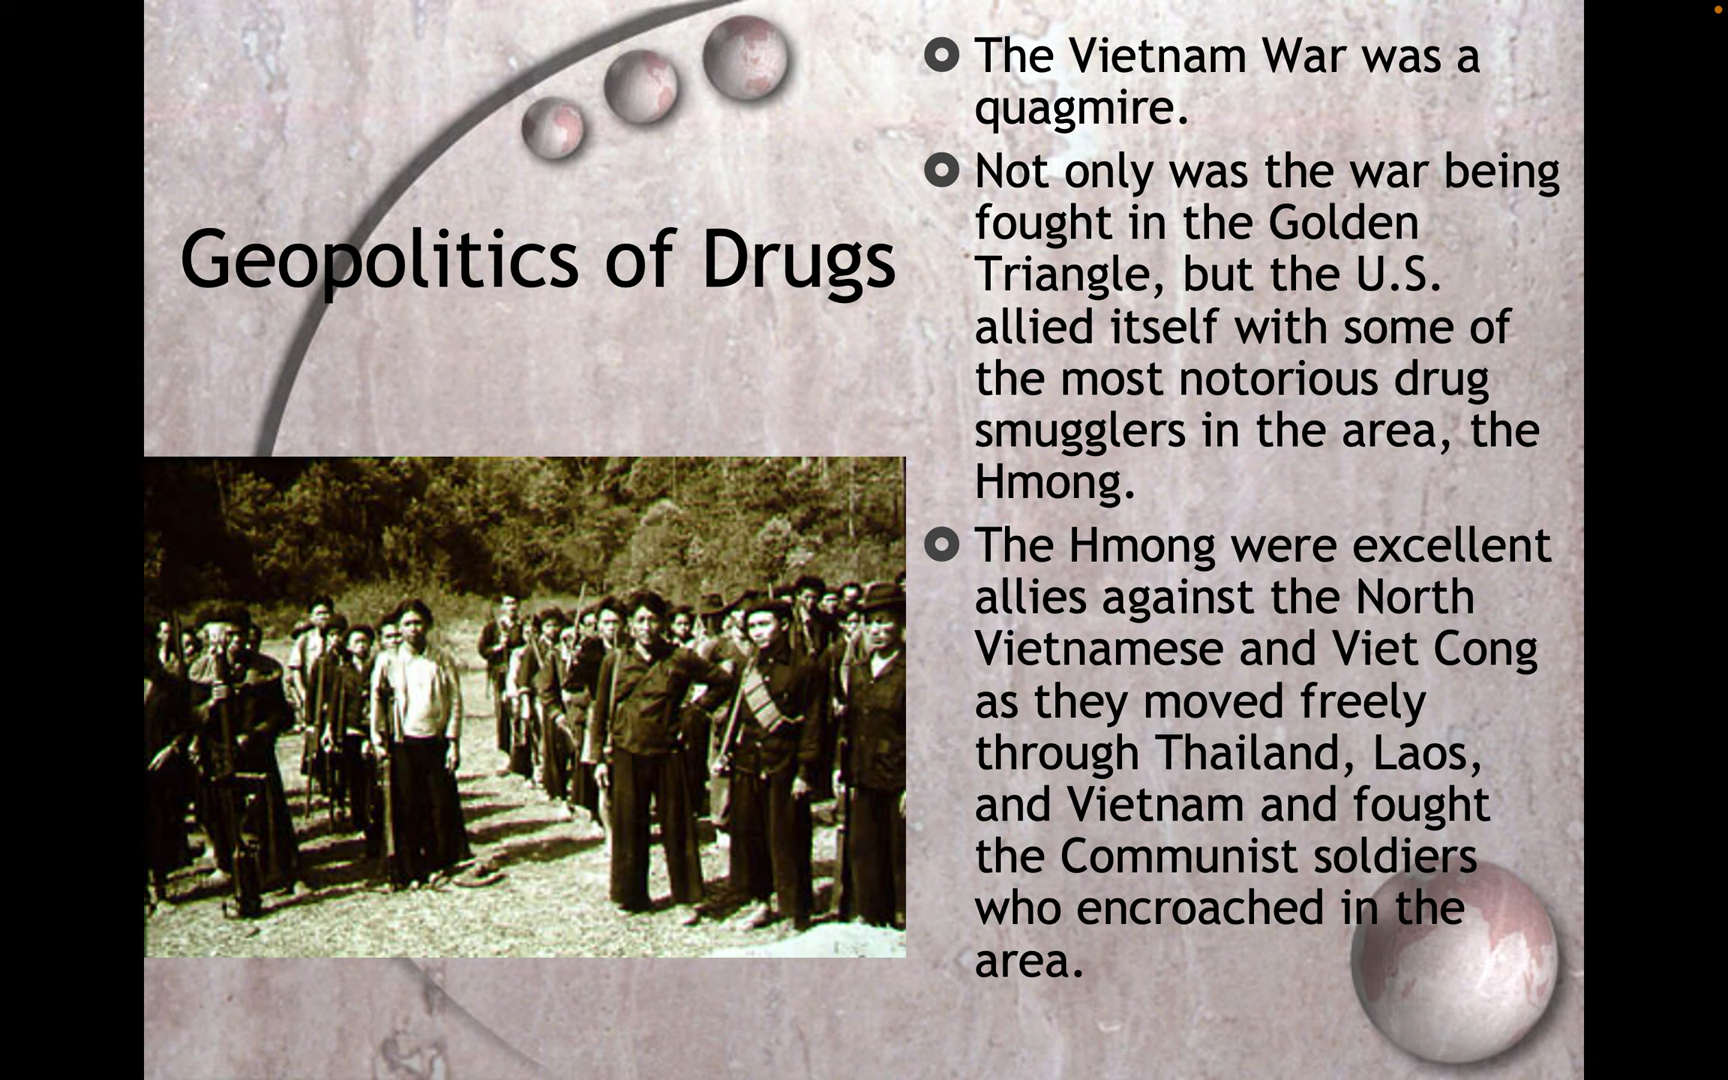 Geopolitics of Drugs
The Vietnam War was a
quagmire.
Not only was the war being
fought in the Golden
Triangle, but the U.S.
allied itself with some of
the most notorious drug
smugglers in the area, the
Hmong.
The Hmong were excellent
allies against the North
Vietnamese and Viet Cong
as they moved freely
through Thailand, Laos,
and Vietnam and fought
the Communist soldiers
who encroached in the
area.